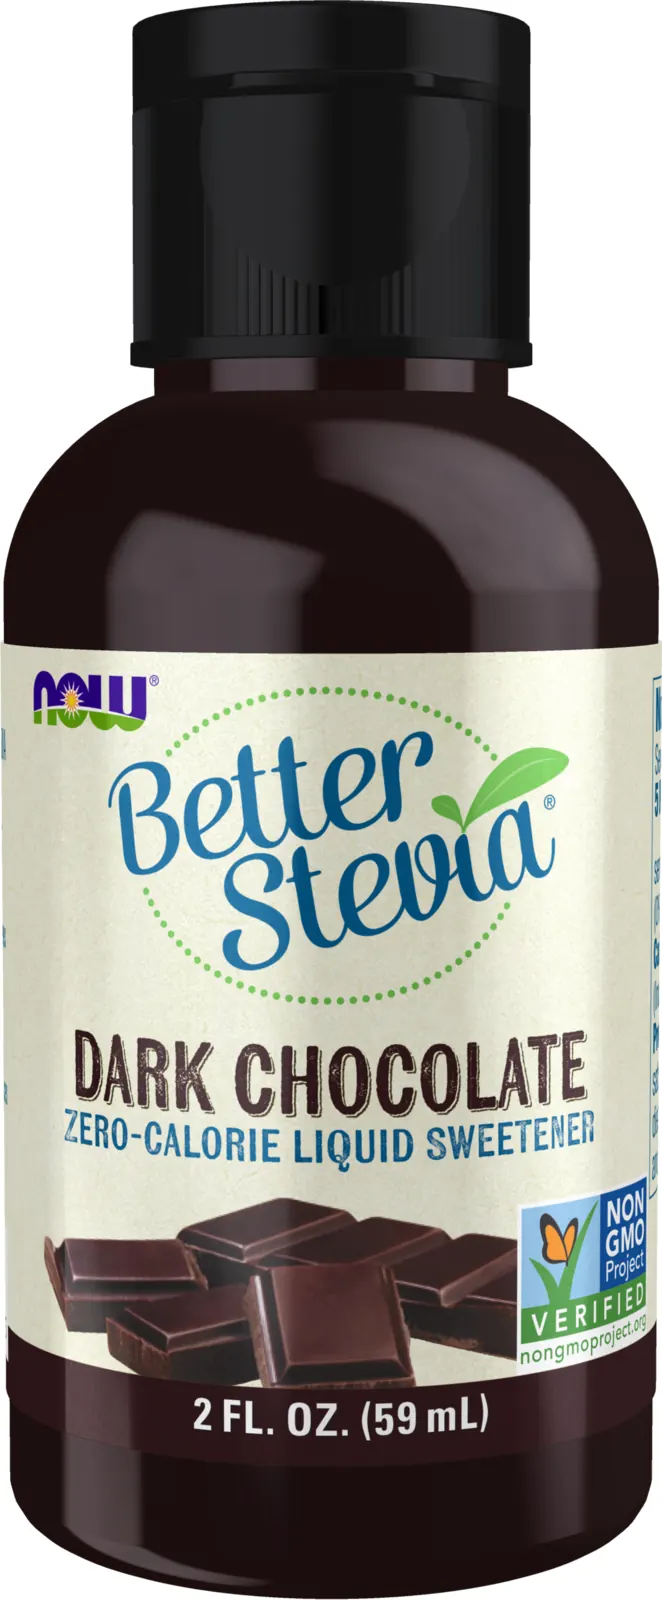 NOW®
Better
Stevia®
DARK CHOCOLATE
ZERO-CALORIE LIQUID SWEETENER
NON
GMO
Project
VERIFIED
nongmoproject.org
2 FL. OZ. (59 mL)